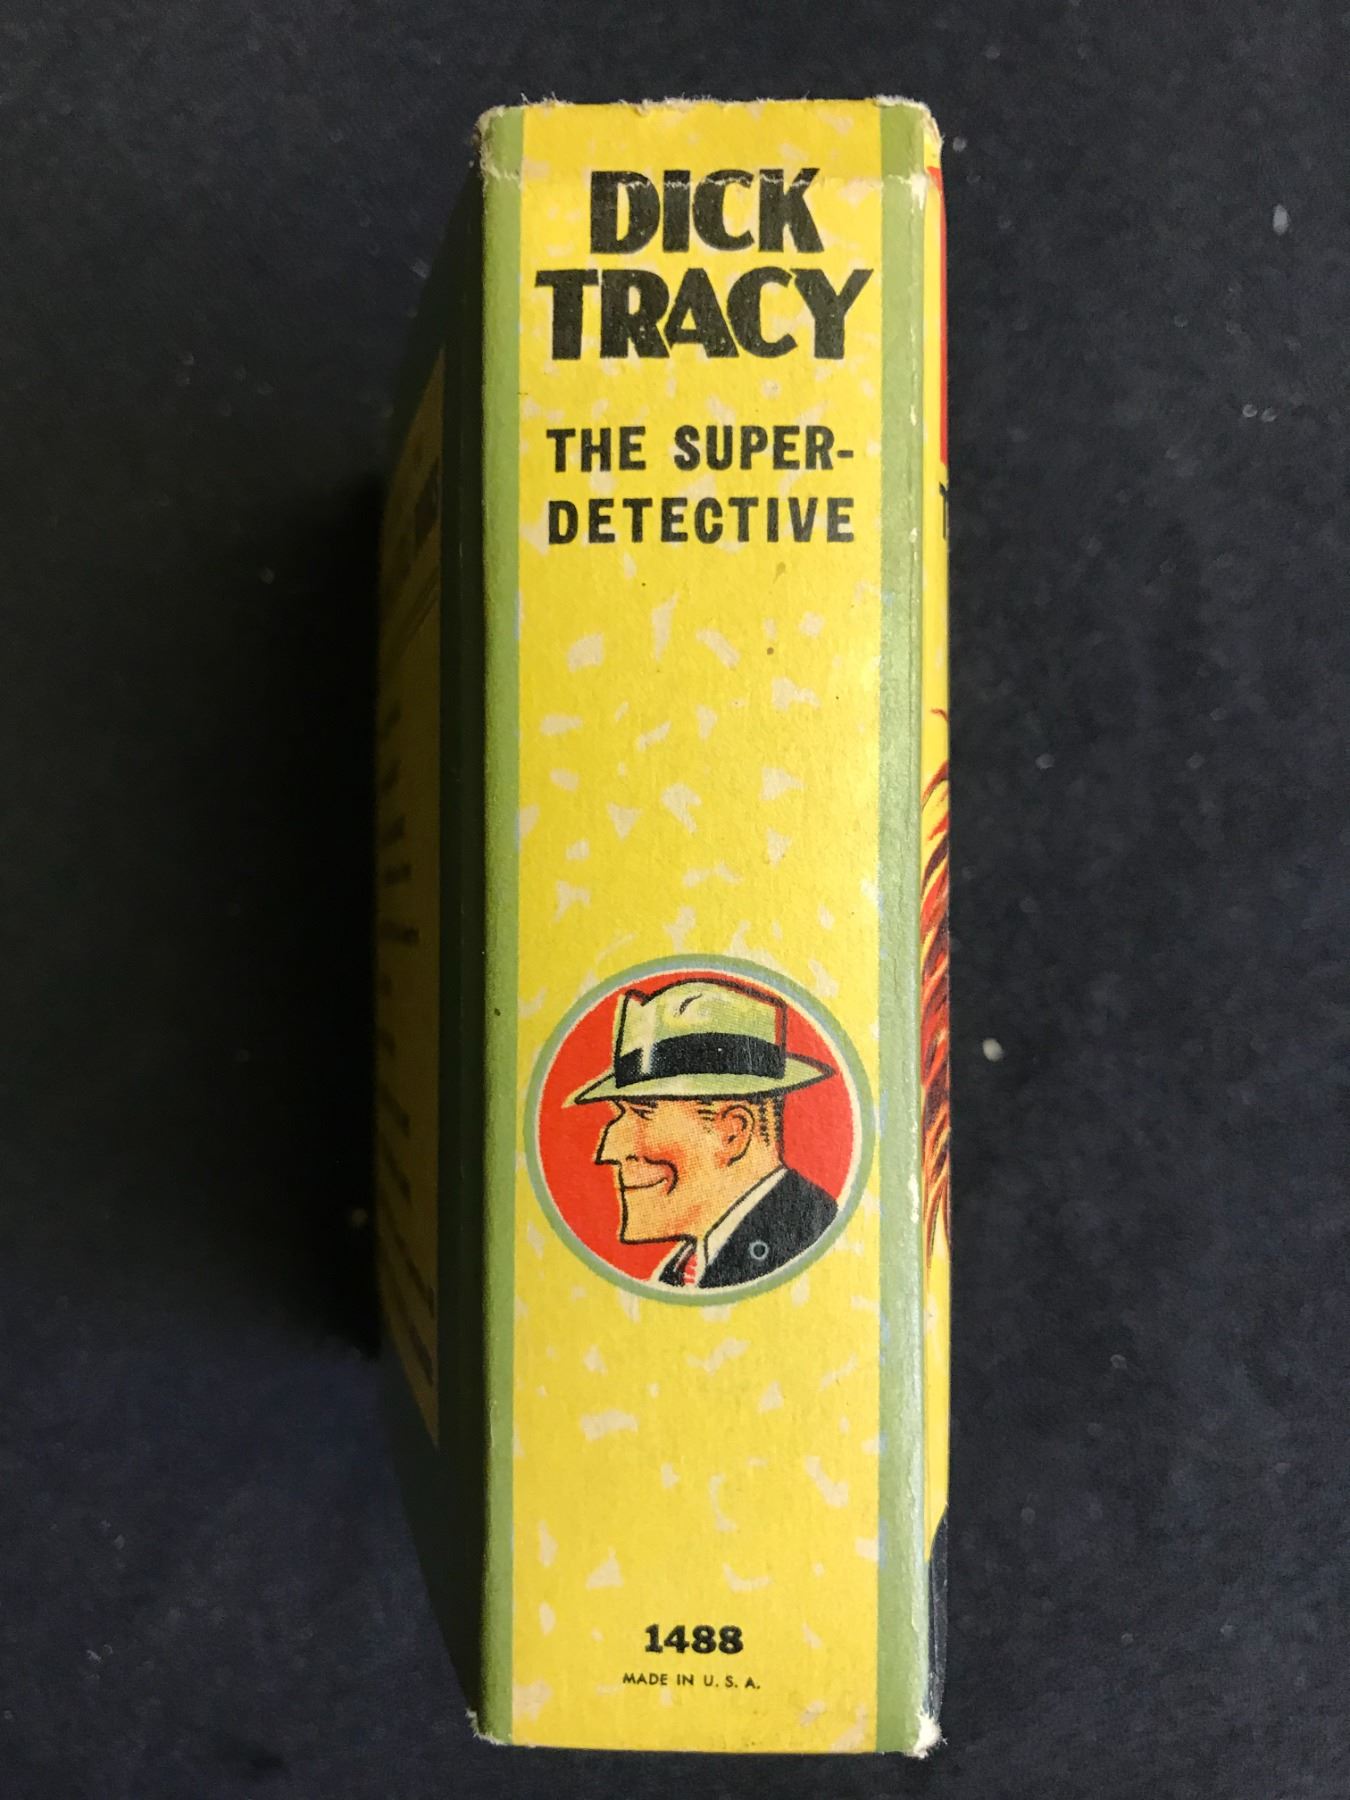 DICK
TRACY
THE SUPER-
DETECTIVE
1488
MADE IN U. S. A.